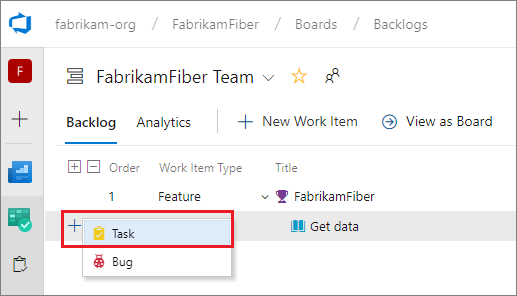 fabrikam-org / FabrikamFiber / Boards / Backlogs
F
FabrikamFiber Team
Backlog Analytics New Work Item View as Board
Order Work Item Type Title
1 Feature FabrikamFiber
Task Get data
Bug